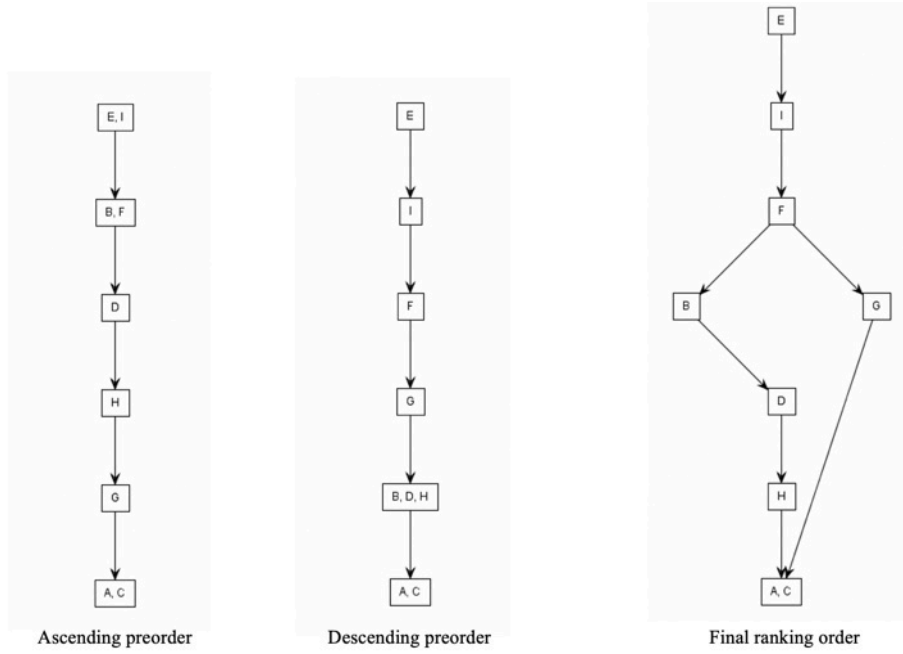 E, I
B, F
D
H
G
A, C
Ascending preorder
E
I
F
G
B, D, H
A, C
Descending preorder
E
I
F
B
G
D
H
A, C
Final ranking order